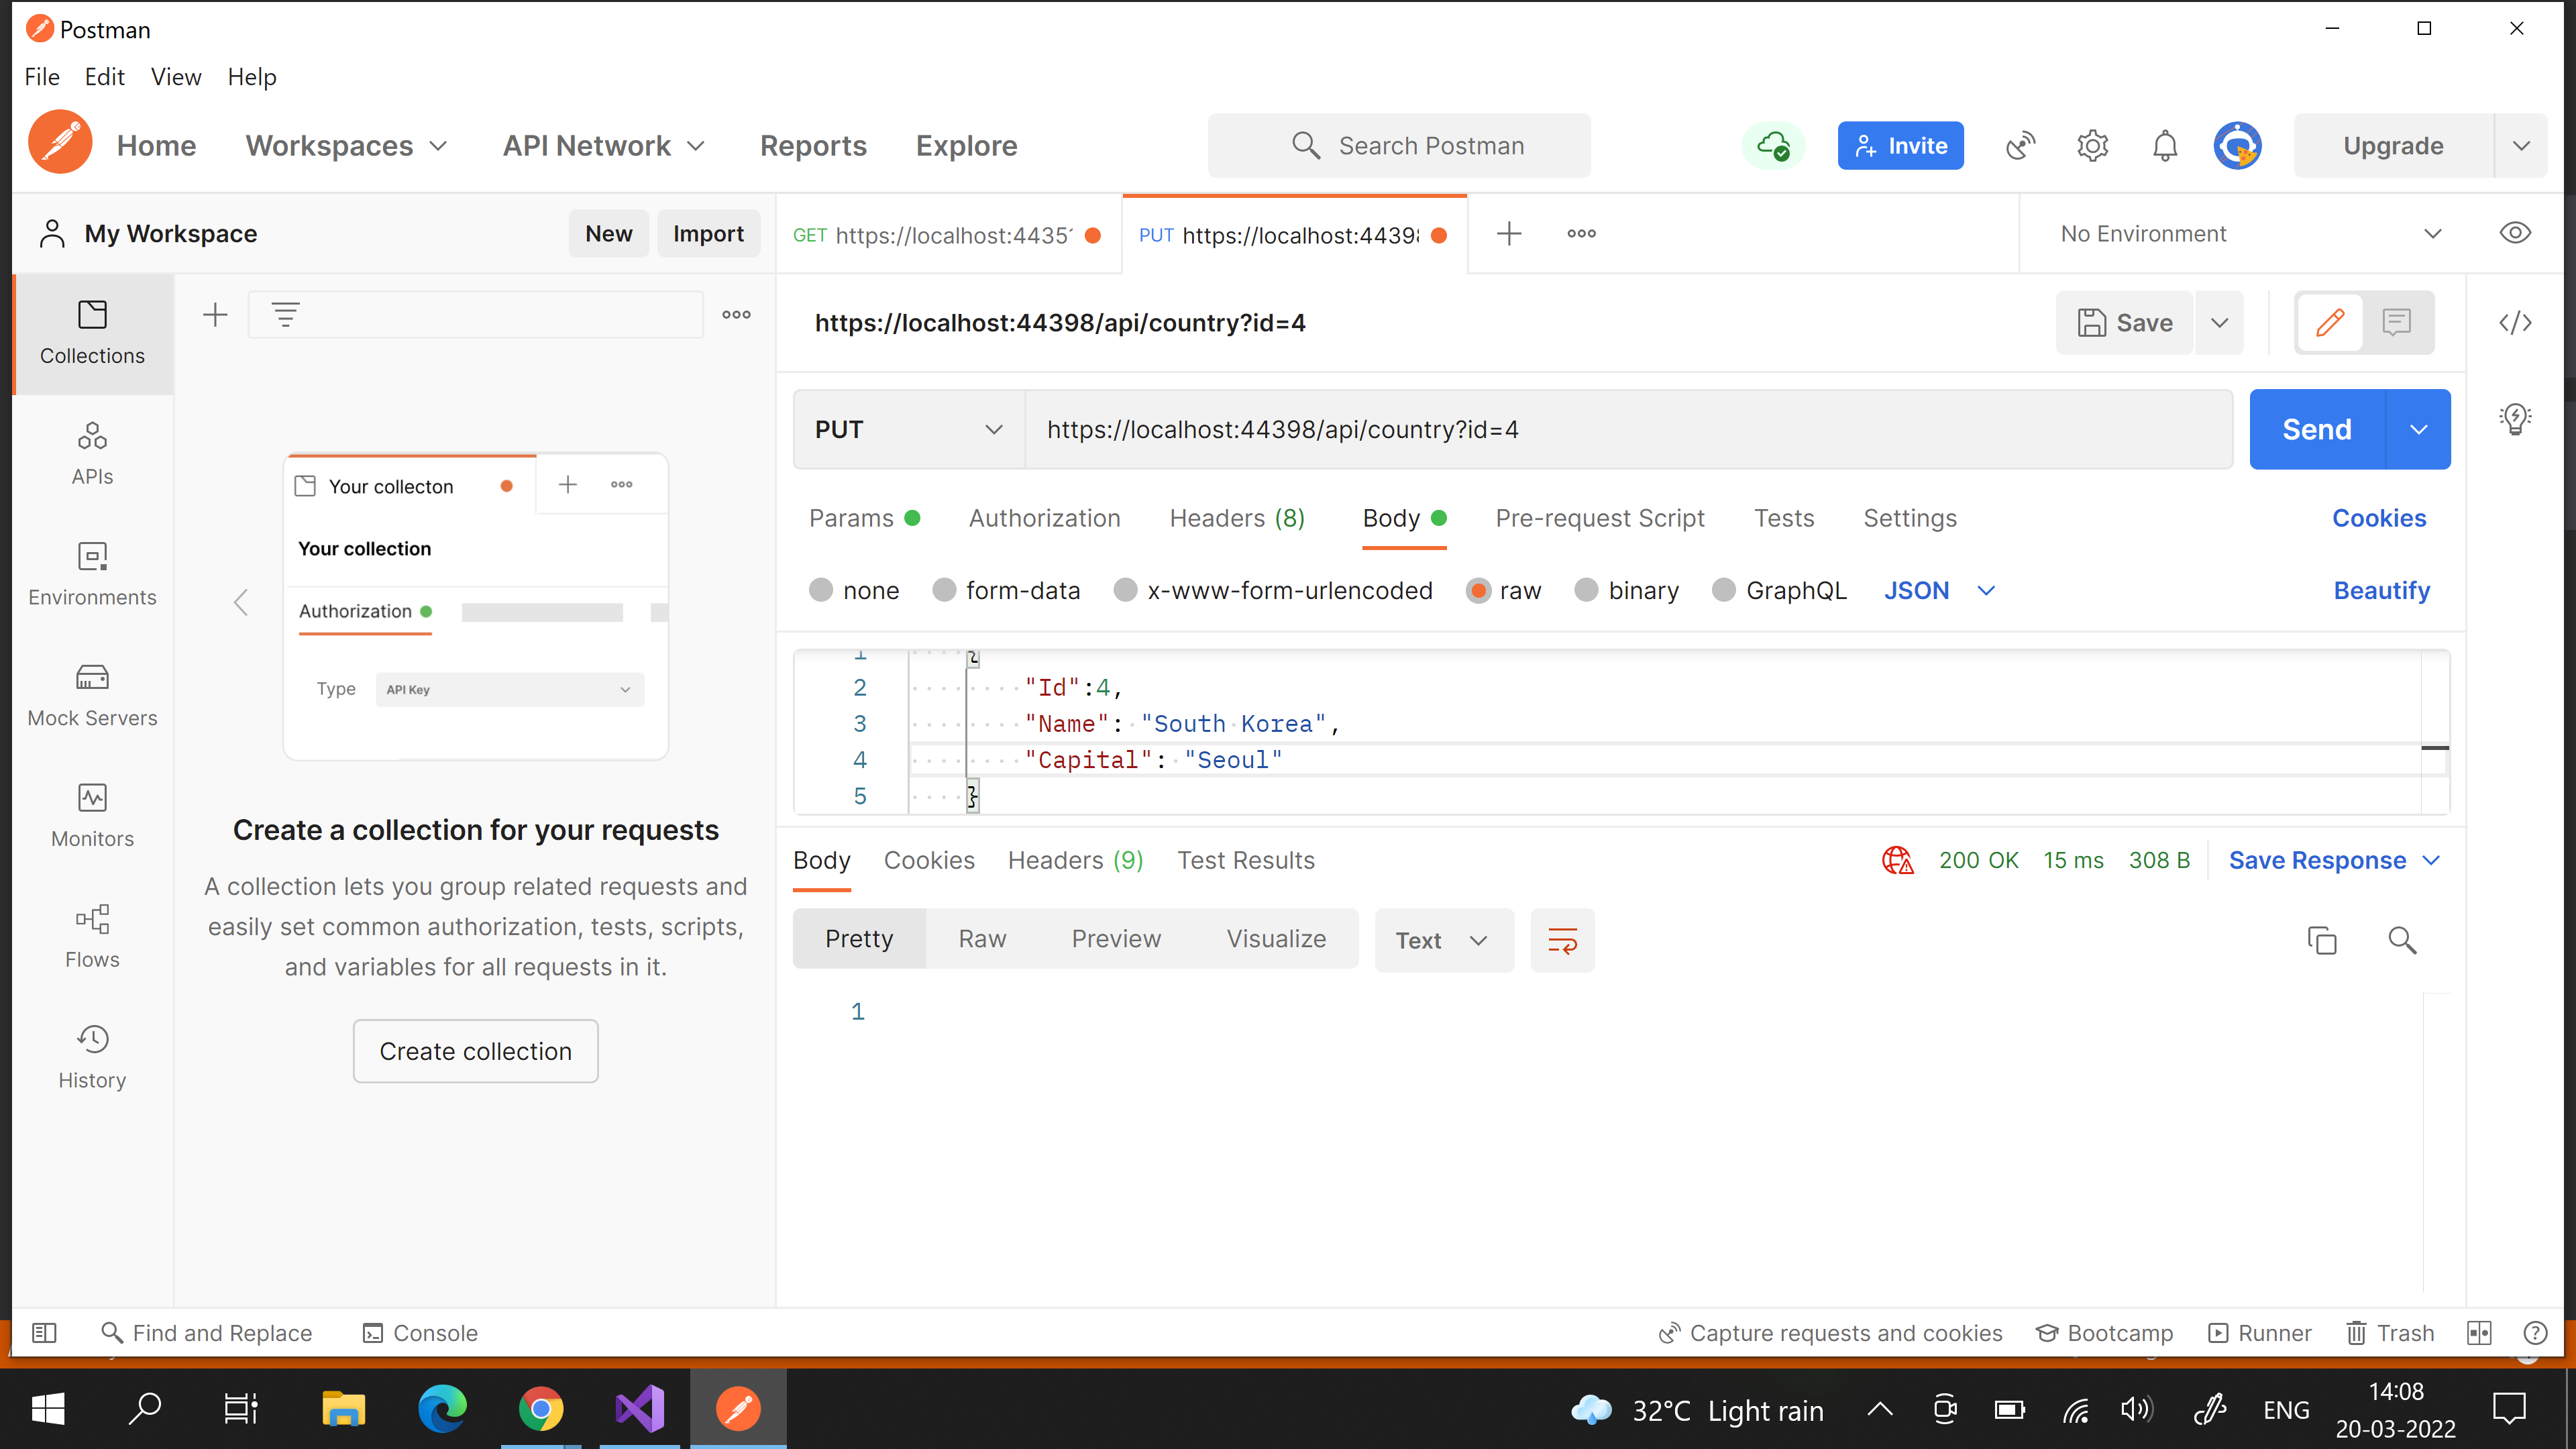 Postman
File Edit View Help
Home Workspaces API Network Reports Explore Search Postman Invite Upgrade
My Workspace New Import GET https://localhost:4435 PUT https://localhost:4439 No Environment
Collections
APIs
Environments
Mock Servers
Monitors
Flows
History
Your collecton
Your collection
Authorization
Type API Key
Create a collection for your requests
A collection lets you group related requests and
easily set common authorization, tests, scripts,
and variables for all requests in it.
Create collection
https://localhost:44398/api/country?id=4 Save
PUT https://localhost:44398/api/country?id=4 Send
Params Authorization Headers (8) Body Pre-request Script Tests Settings Cookies
none form-data x-www-form-urlencoded raw binary GraphQL JSON Beautify
1 {
2 "Id":4,
3 "Name": "South Korea",
4 "Capital": "Seoul"
5 }
Body Cookies Headers (9) Test Results 200 OK 15 ms 308 B Save Response
Pretty Raw Preview Visualize Text
1
Find and Replace Console Capture requests and cookies Bootcamp Runner Trash
32°C Light rain ENG 14:08
20-03-2022